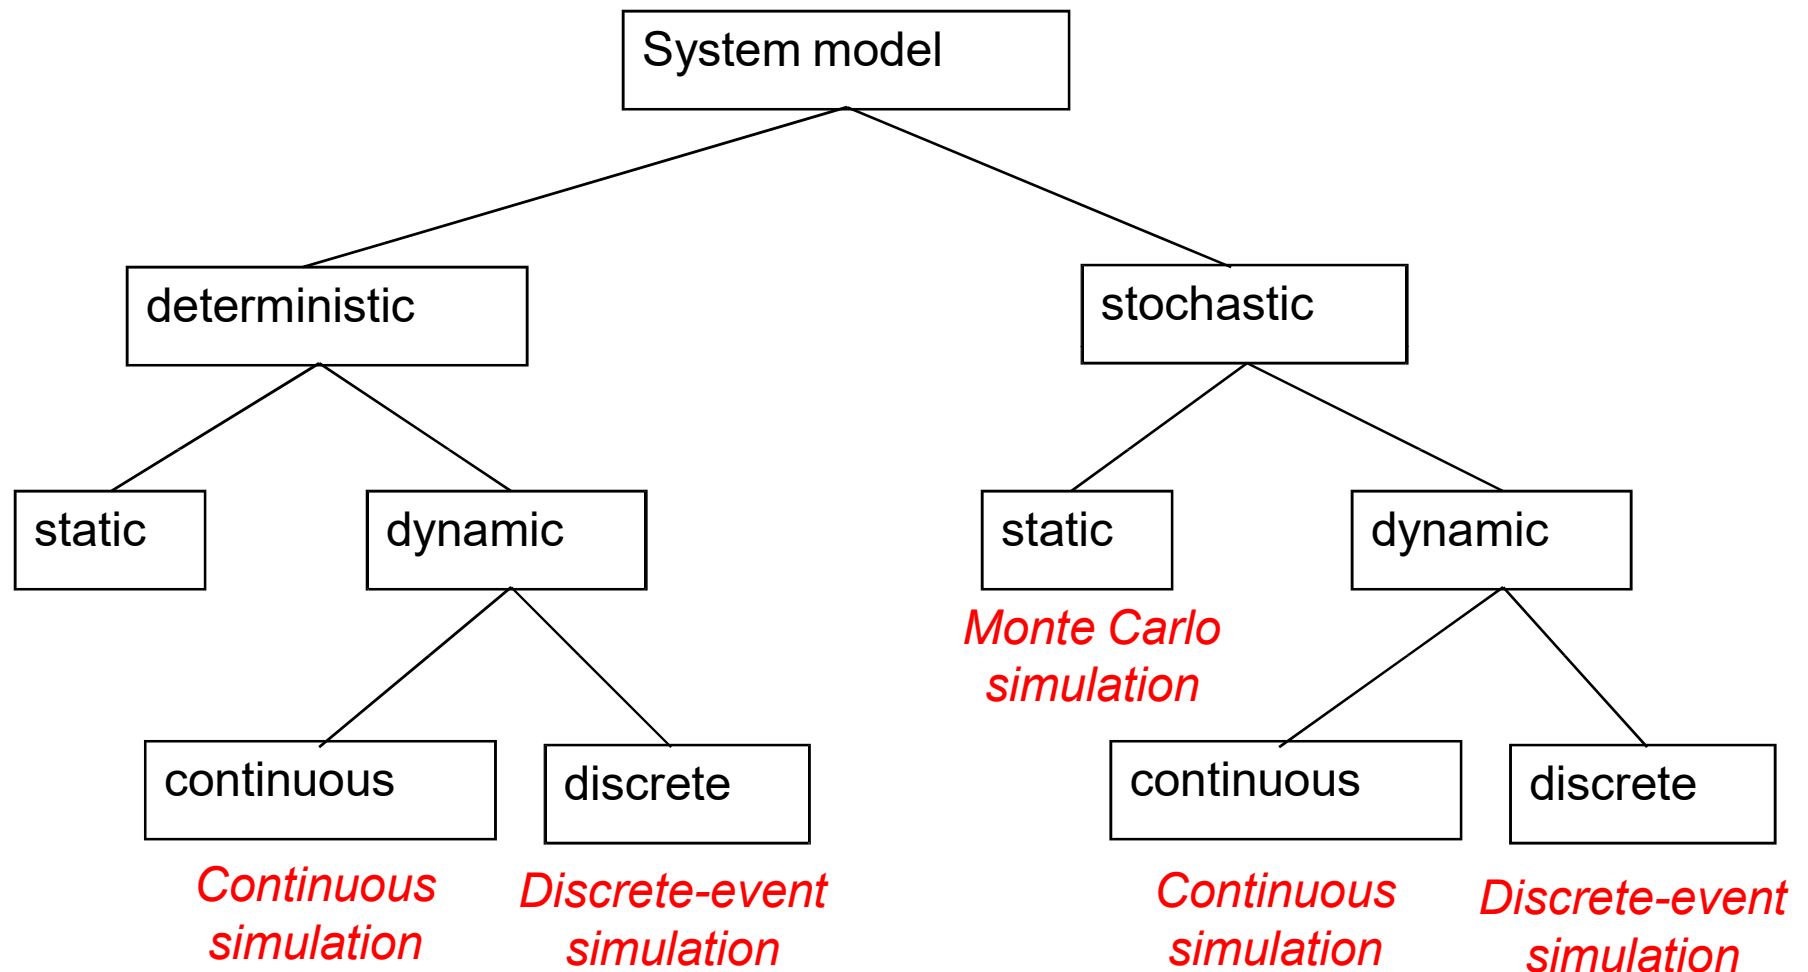 System model
deterministic
stochastic
static
dynamic
static
dynamic
Monte Carlo
simulation
continuous
discrete
continuous
discrete
Continuous
simulation
Discrete-event
simulation
Continuous
simulation
Discrete-event
simulation